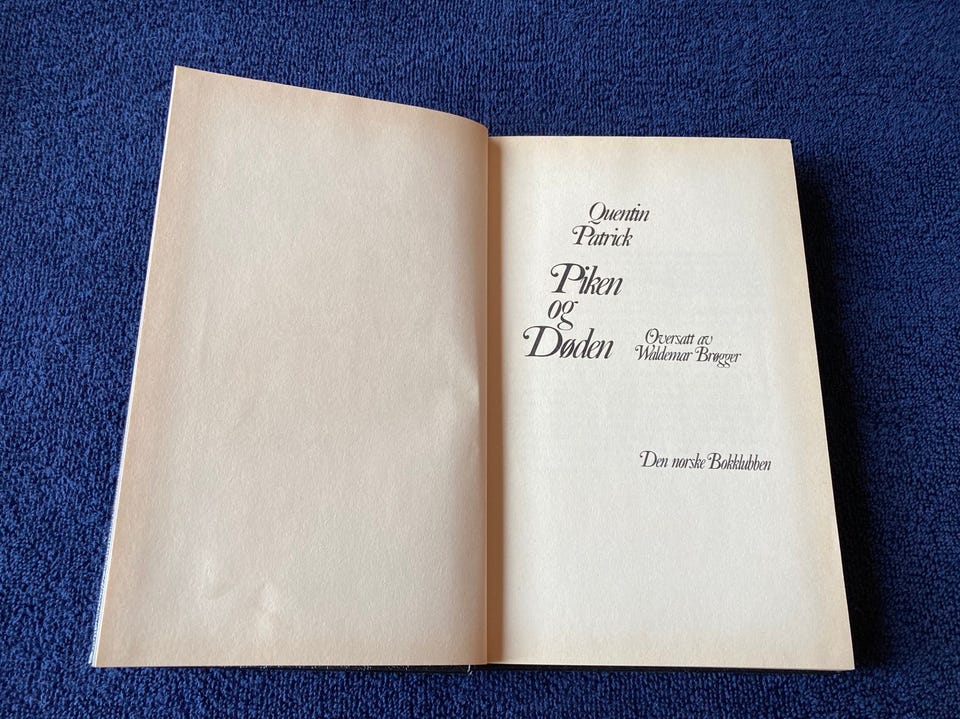 Quentin
Patrick
Piken
og
Døden
Oversatt av
Waldemar Brøgger
Den norske Bokklubben